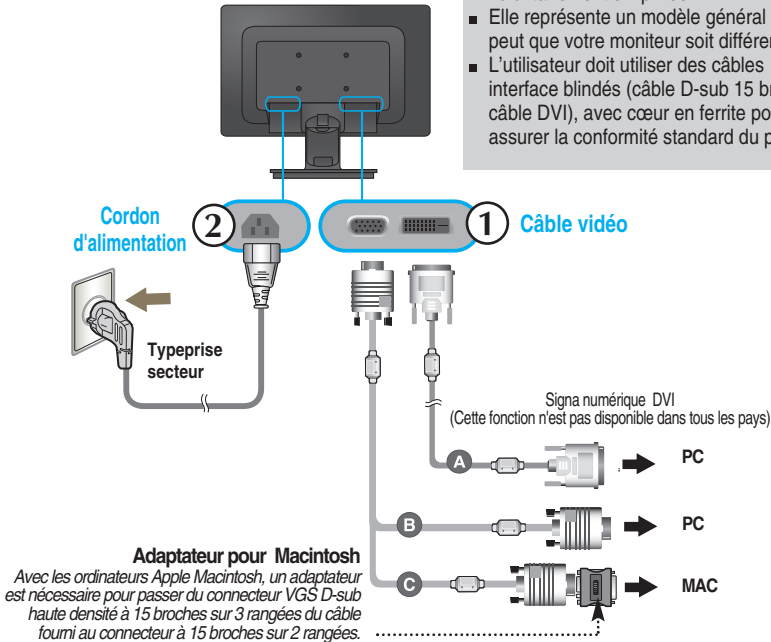 Elle représente un modèle général
peut que votre moniteur soit
L'utilisateur doit utiliser des câbles
interface blindés (câble D-sub 15
câble DVI), avec cœur en ferrite
assurer la conformité standard du
Cordon
d'alimentation
2
1
Câble vidéo
Typeprise
secteur
Signa numérique DVI
(Cette fonction n'est pas disponible dans tous les pays)
A
PC
B
PC
C
MAC
Adaptateur pour Macintosh
Avec les ordinateurs Apple Macintosh, un adaptateur
est nécessaire pour passer du connecteur VGS D-sub
haute densité à 15 broches sur 3 rangées du câble
fourni au connecteur à 15 broches sur 2 rangées.